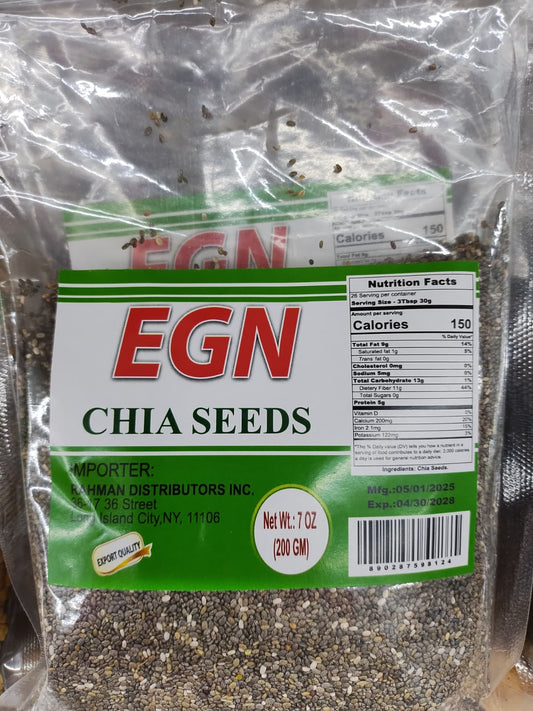 EGN
Calories 150
EGN
CHIA SEEDS
IMPORTER:
RAHMAN DISTRIBUTORS INC.
36 Street
Long Island City,NY, 11106
EXPORT QUALITY
Net Wt.: 7 OZ
(200 GM)
Nutrition Facts
26 Serving per container
Serving Size - 3Tbsp 30g
Amount per serving
Calories 150
% Daily Value*
Total Fat 9g 14%
Saturated fat 1g 5%
Trans fat 0g
Cholesterol 0mg 0%
Sodium 5mg 0%
Total Carbohydrate 13g 1%
Dietary Fiber 11g 44%
Total Sugars 0g
Protein 5g
Vitamin D 0%
Calcium 200mg 20%
Iron 2.1mg 15%
Potassium 122mg 3%
*The % Daily value (DV) tells you how a nutrient in a
serving of food contributes to a daily diet. 2,000 calories
a day is used for general nutrition advice.
Ingredients: Chia Seeds.
Mfg.:05/01/2025
Exp.:04/30/2028
890287598124